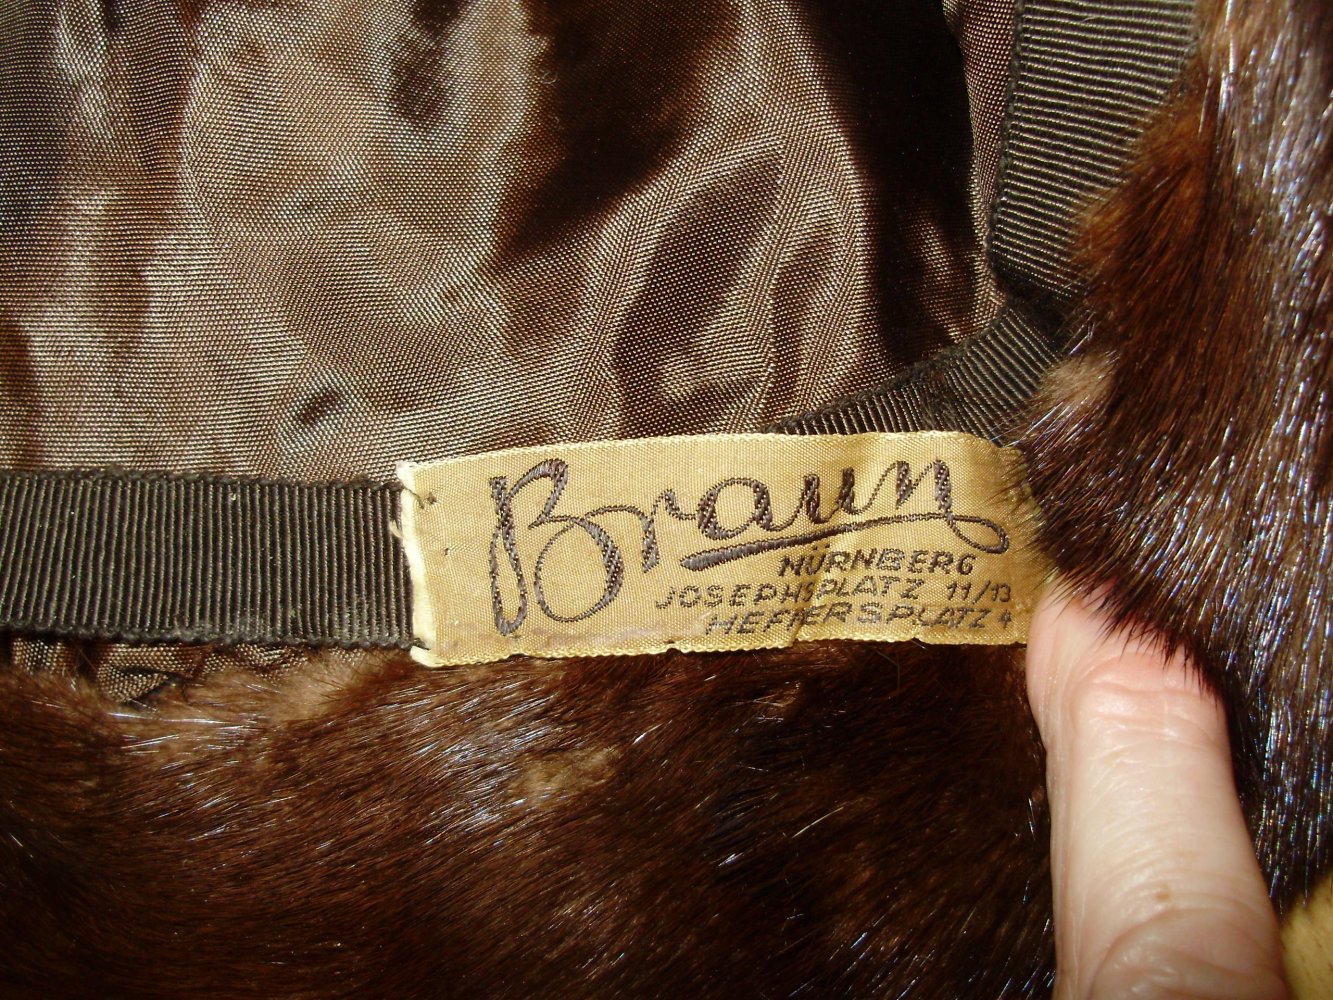 Braun
NÜRNBERG
JOSEPHSPLATZ 11/13
HEFNERSPLATZ 4